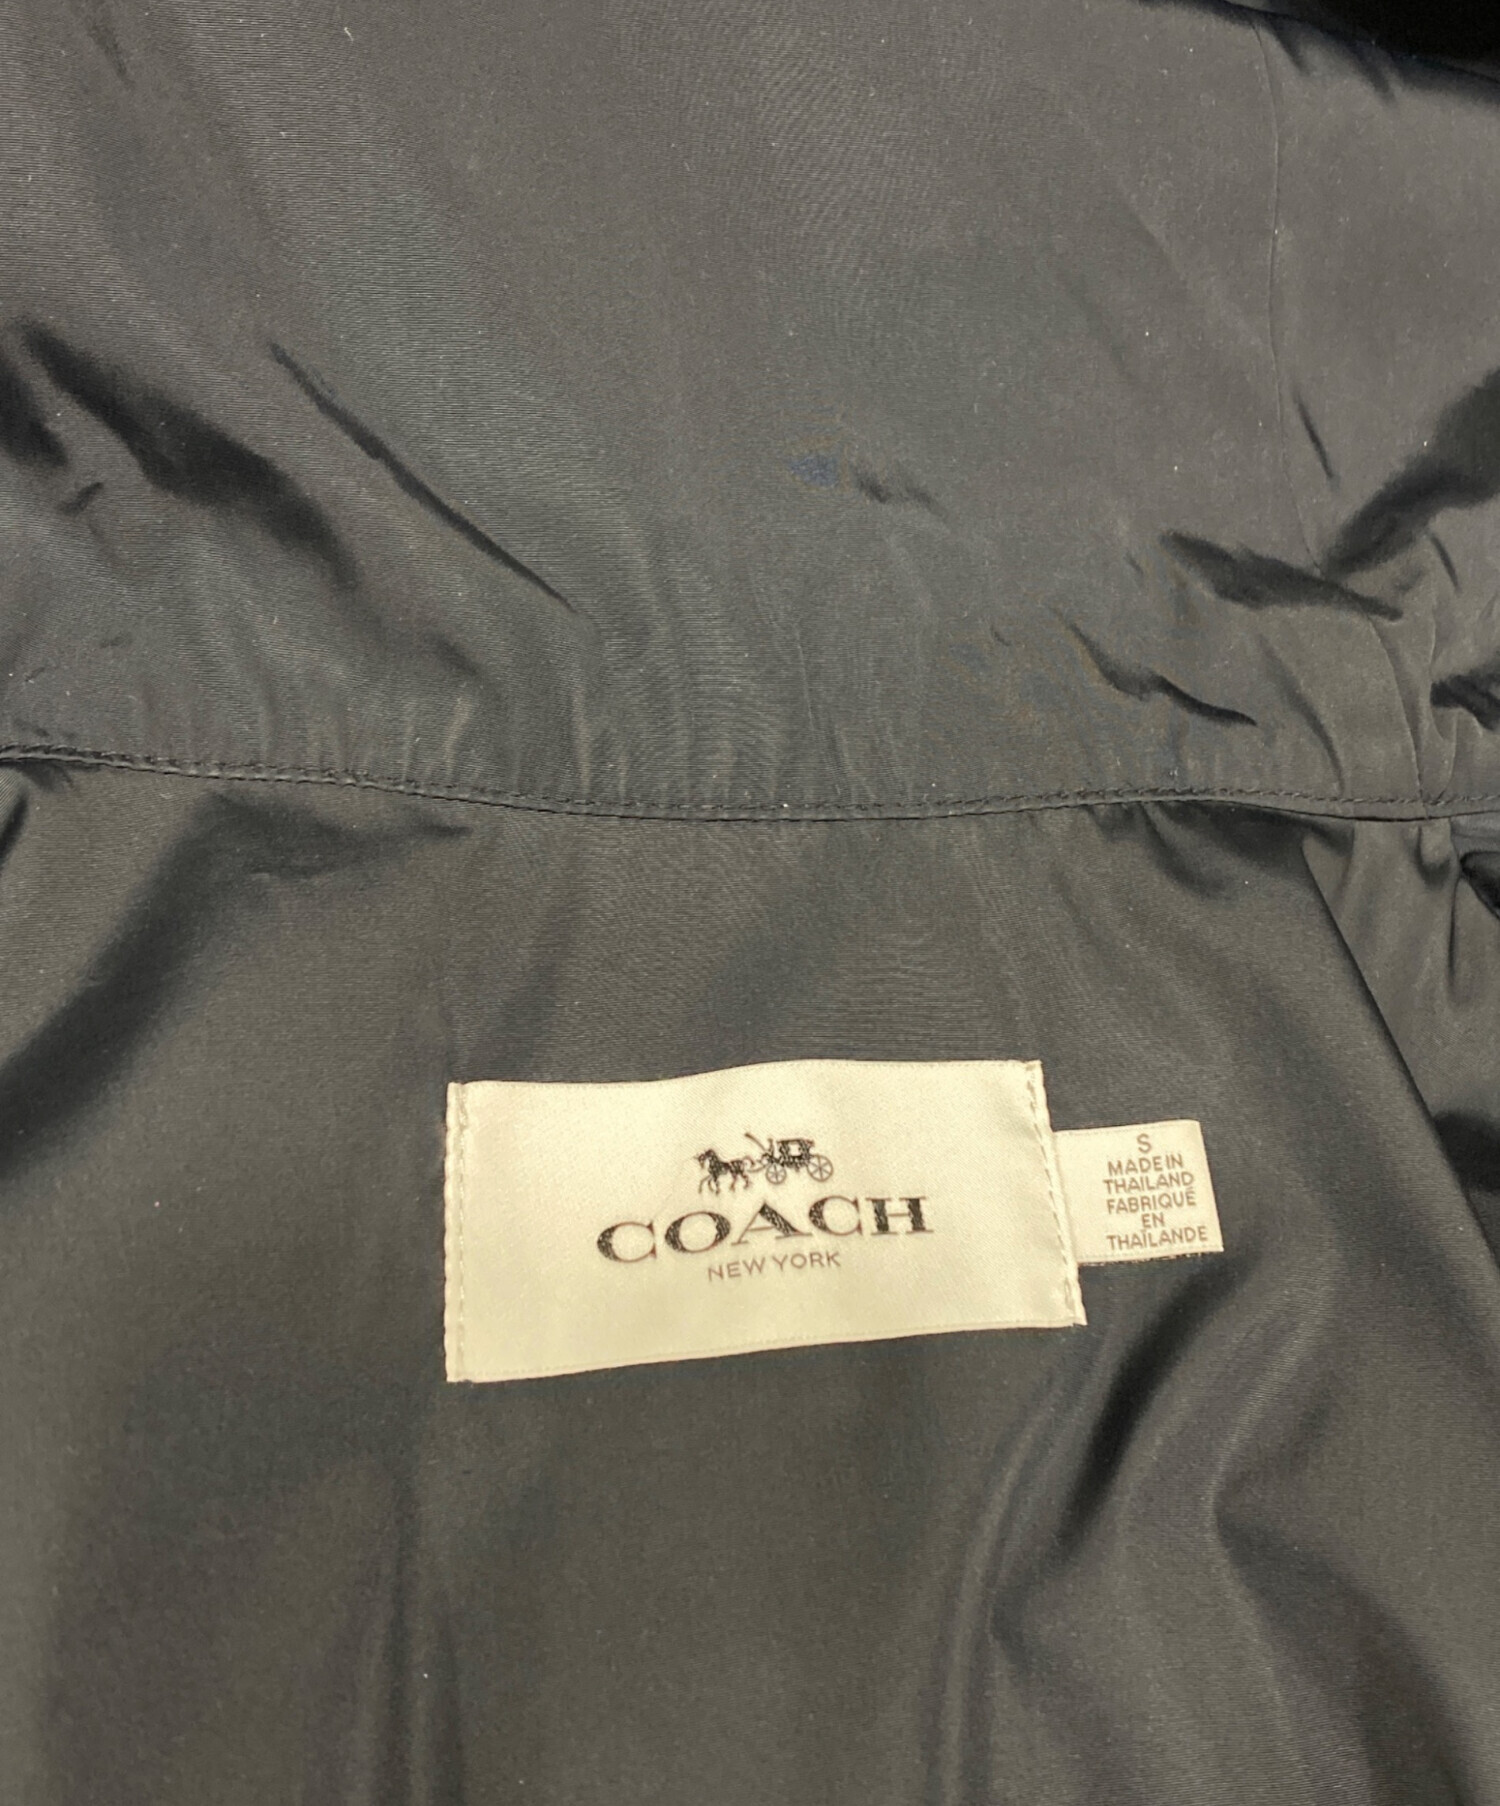 COACH
NEW YORK
S
MADE IN
THAILAND
FABRIQUÉ
EN
THAÏLANDE